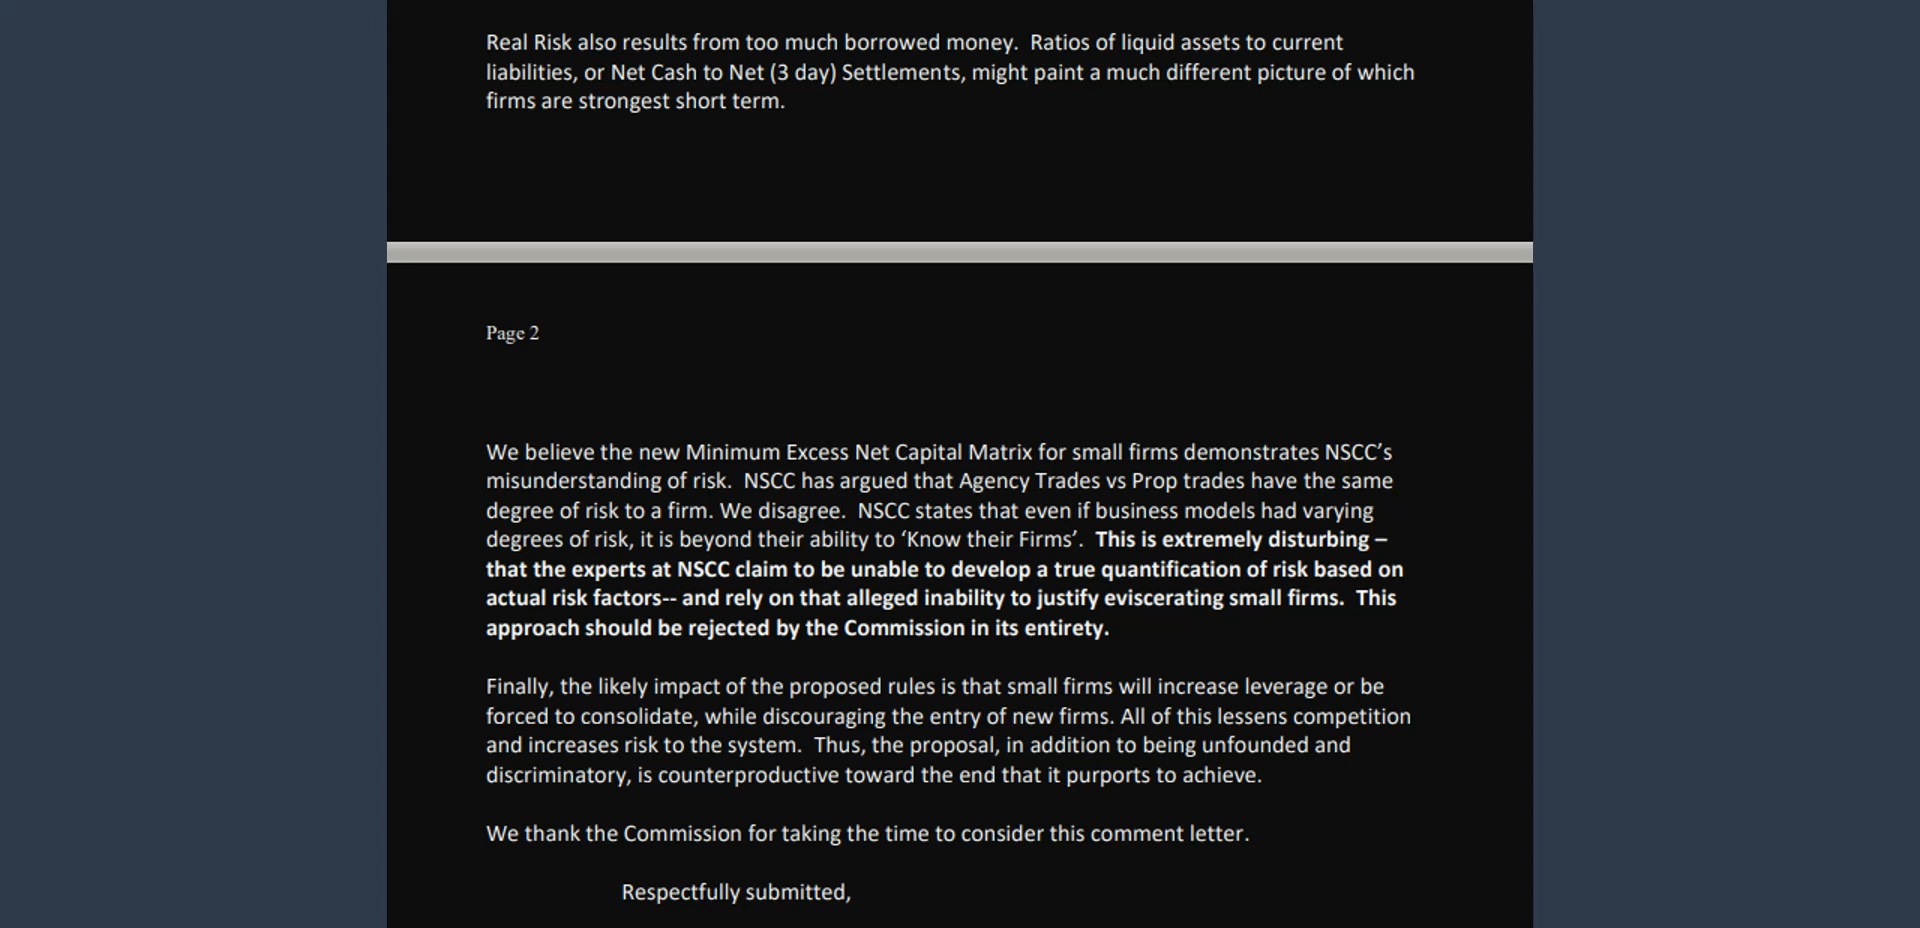 Real Risk also results from too much borrowed money.  Ratios of liquid assets to current
liabilities, or Net Cash to Net (3 day) Settlements, might paint a much different picture of which
firms are strongest short term.
Page 2
We believe the new Minimum Excess Net Capital Matrix for small firms demonstrates NSCC’s
misunderstanding of risk.  NSCC has argued that Agency Trades vs Prop trades have the same
degree of risk to a firm. We disagree.  NSCC states that even if business models had varying
degrees of risk, it is beyond their ability to ‘Know their Firms’.  This is extremely disturbing –
that the experts at NSCC claim to be unable to develop a true quantification of risk based on
actual risk factors-- and rely on that alleged inability to justify eviscerating small firms.  This
approach should be rejected by the Commission in its entirety.
Finally, the likely impact of the proposed rules is that small firms will increase leverage or be
forced to consolidate, while discouraging the entry of new firms. All of this lessens competition
and increases risk to the system.  Thus, the proposal, in addition to being unfounded and
discriminatory, is counterproductive toward the end that it purports to achieve.
We thank the Commission for taking the time to consider this comment letter.
Respectfully submitted,